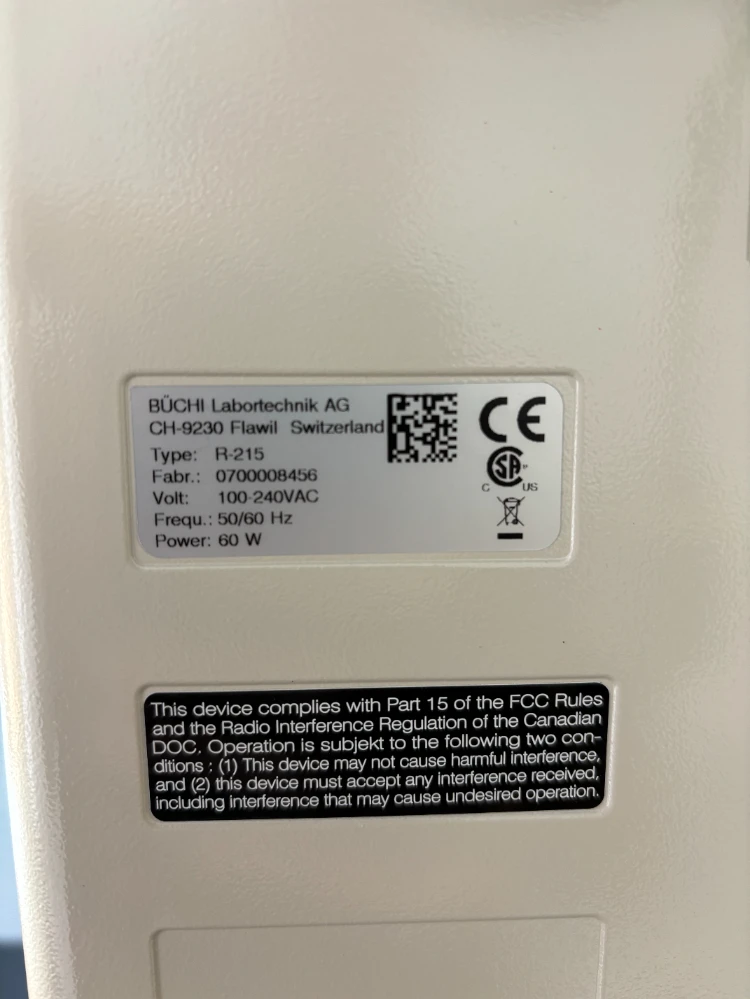 BÜCHI Labortechnik AG
CH-9230 Flawil Switzerland
Type: R-215
Fabr.: 0700008456
Volt: 100-240VAC
Frequ.: 50/60 Hz
Power: 60 W
CE
SA
C US
This device complies with Part 15 of the FCC Rules
and the Radio Interference Regulation of the Canadian
DOC. Operation is subjekt to the following two con-
ditions : (1) This device may not cause harmful interference,
and (2) this device must accept any interference received,
including interference that may cause undesired operation.